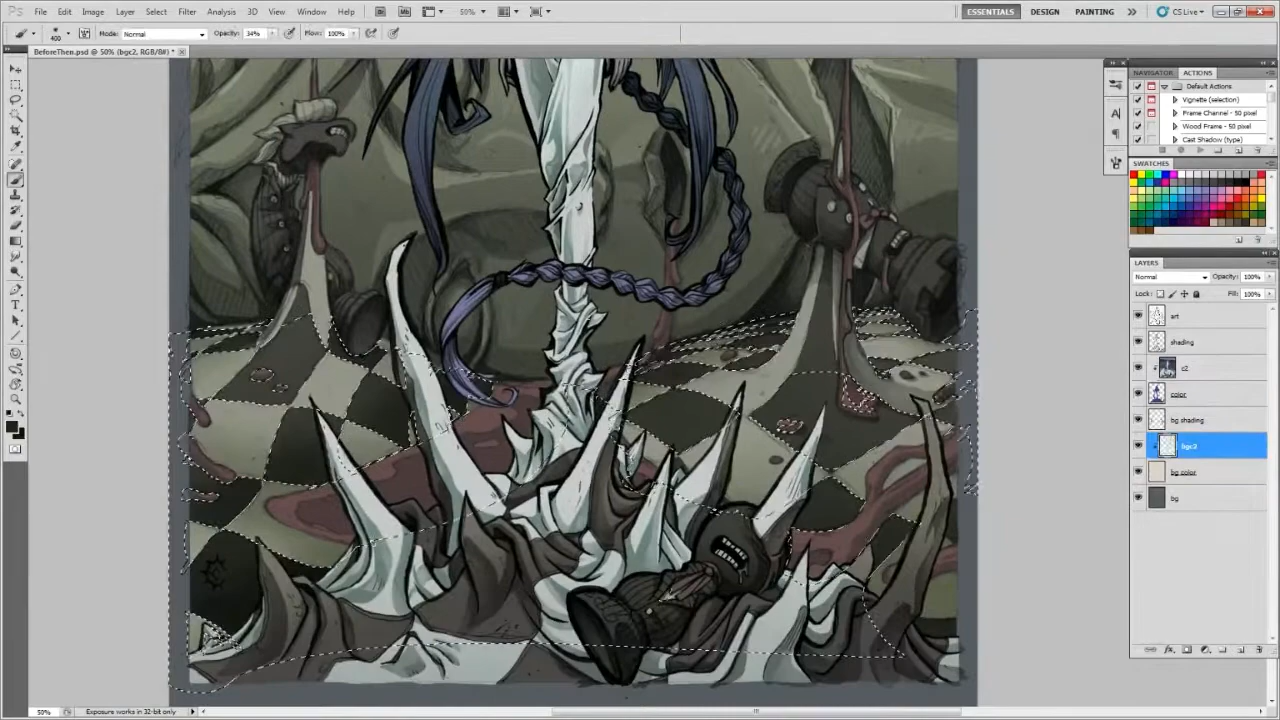 PS File Edit Image Layer Select Filter Analysis 3D View Window Help Br Mb 50% ESSENTIALS DESIGN PAINTING CS Live
400 Mode: Normal Opacity: 34% Flow: 100%
BeforeThen.psd @ 50% (bgc2, RGB/8#) *
NAVIGATOR ACTIONS
Default Actions
Vignette (selection)
Frame Channel - 50 pixel
Wood Frame - 50 pixel
Cast Shadow (type)
SWATCHES
LAYERS
Normal Opacity: 100%
Lock: Fill: 100%
art
shading
c2
color
bg shading
bgc2
bg color
bg
50% Exposure works in 32-bit only